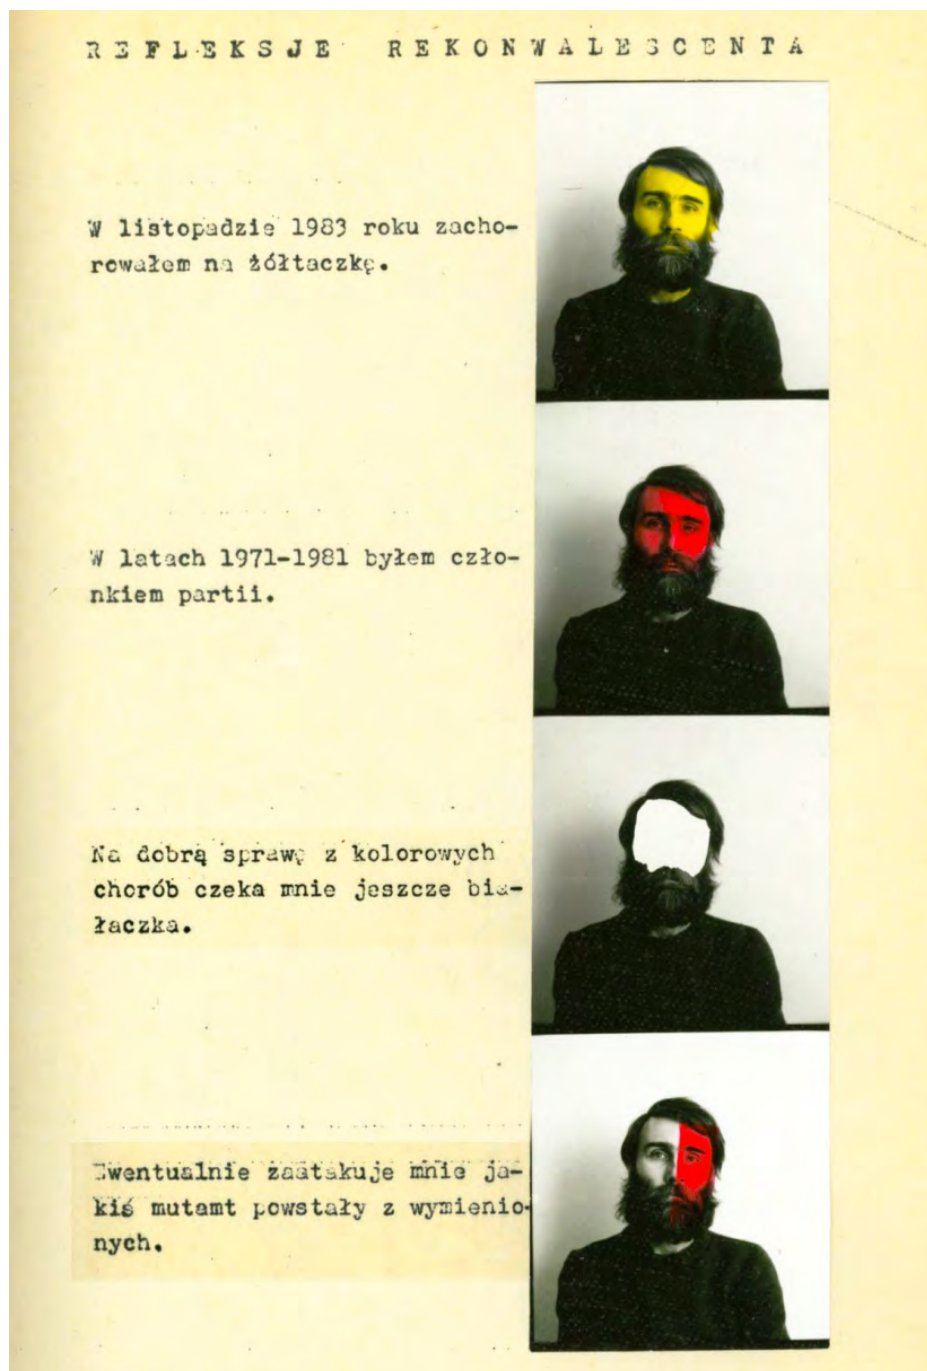 REFLEKSJE REKONWALESCENTA
W listopadzie 1983 roku zacho-
rowałem na żółtaczkę.
W latach 1971-1981 byłem czło-
nkiem partii.
Na dobrą sprawę z kolorowych
chorób czeka mnie jeszcze bia-
łaczka.
Ewentualnie zaatakuje mnie ja-
kiś mutamt powstały z wymienio-
nych.